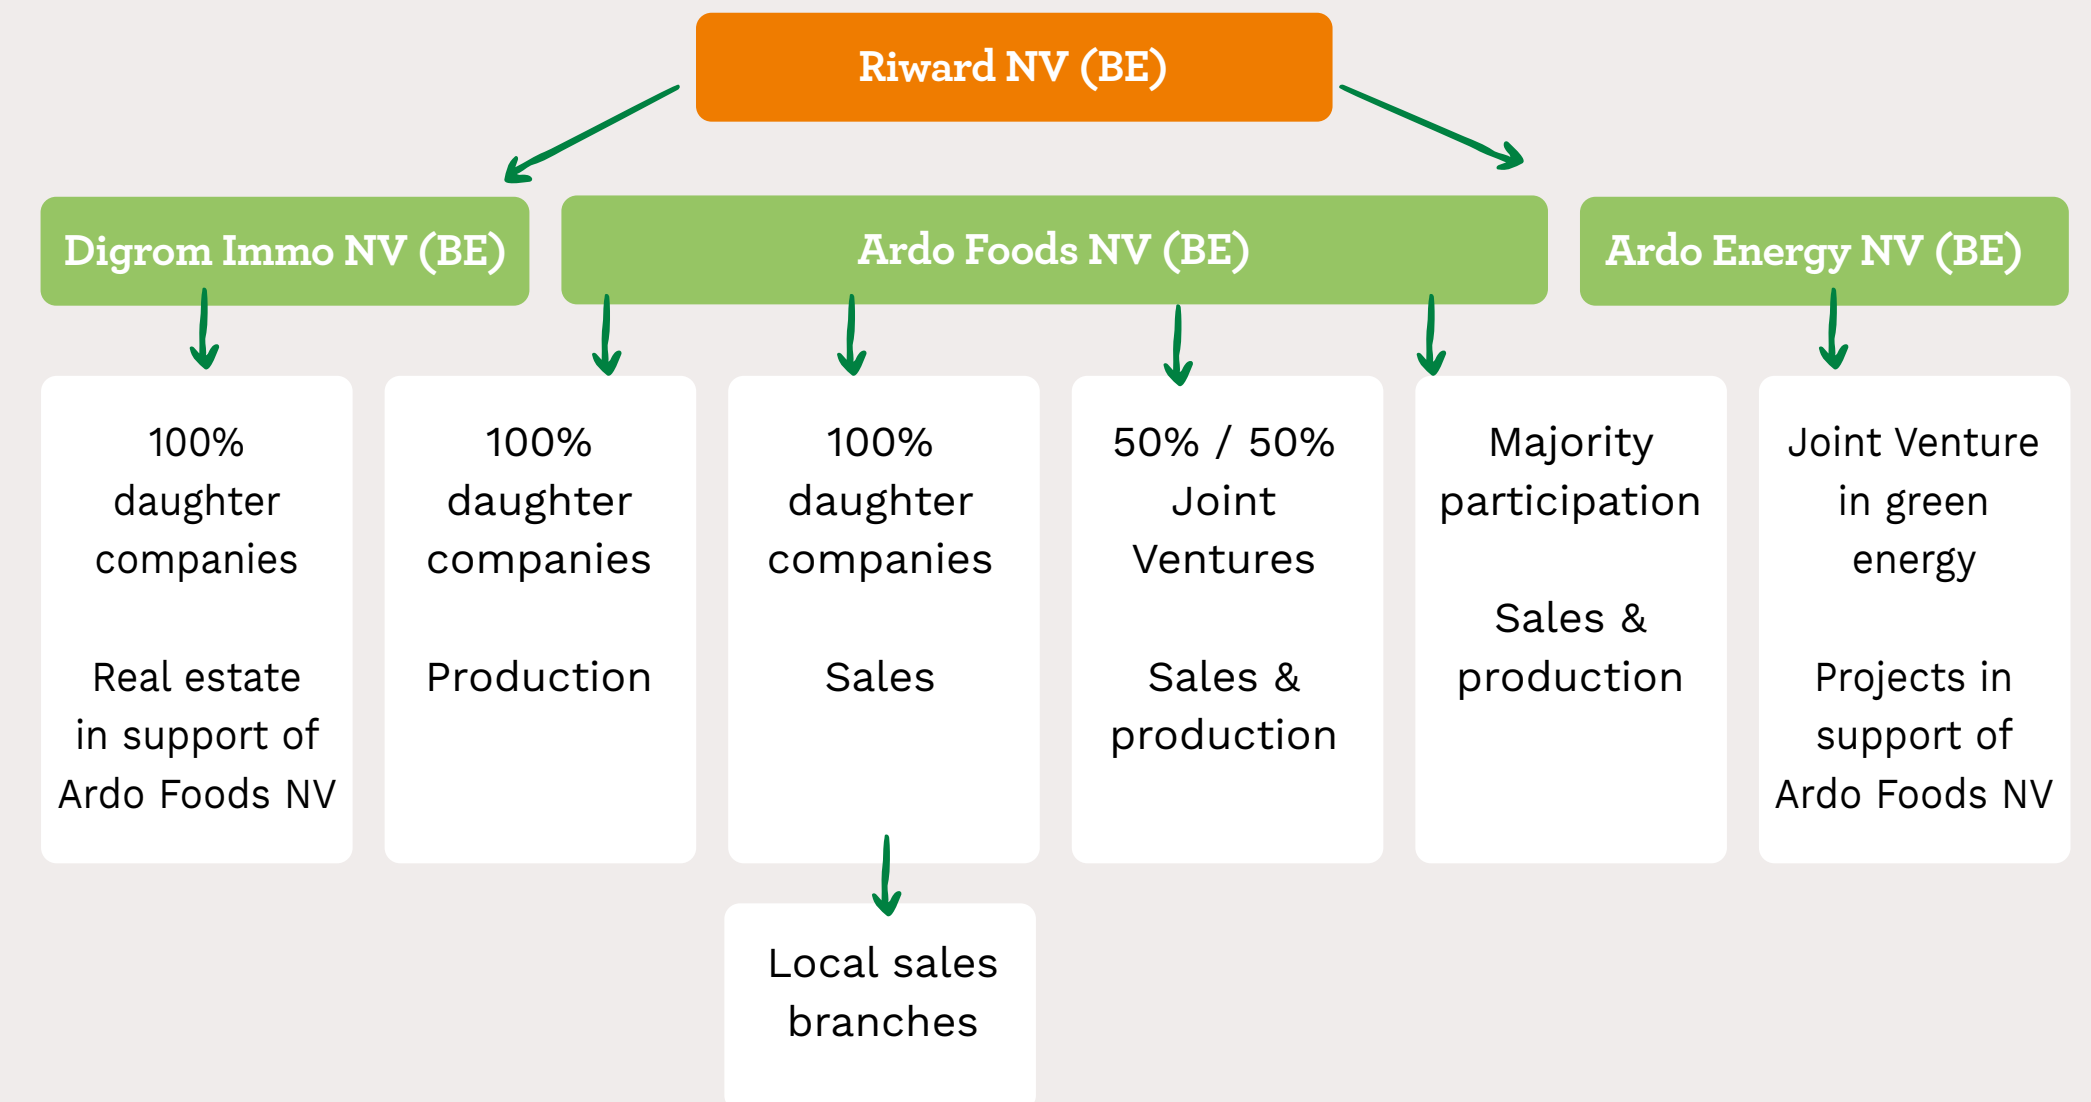 Riward NV (BE)
Digrom Immo NV (BE)
Ardo Foods NV (BE)
Ardo Energy NV (BE)
100%
daughter
companies
Real estate
in support of
Ardo Foods NV
100%
daughter
companies
Production
100%
daughter
companies
Sales
50% / 50%
Joint
Ventures
Sales &
production
Majority
participation
Sales &
production
Joint Venture
in green
energy
Projects in
support of
Ardo Foods NV
Local sales
branches